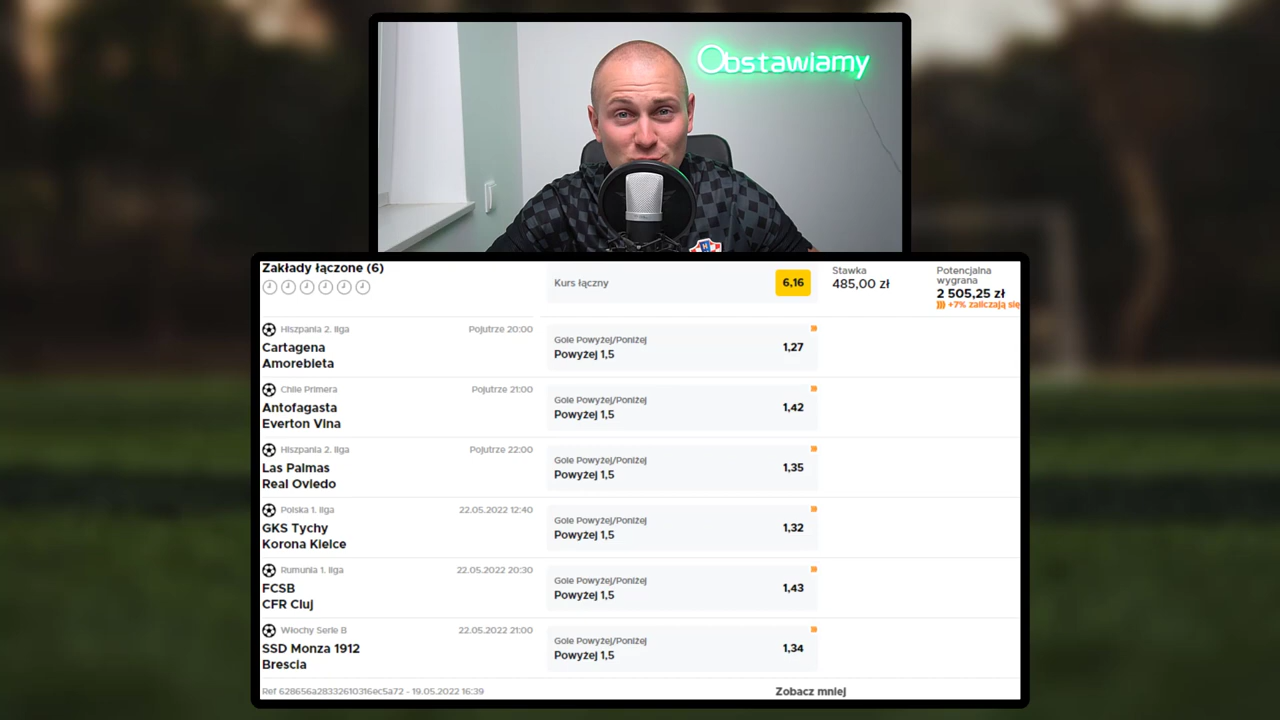 Obstawiamy
Zakłady łączone (6)
Kurs łączny
6,16
Stawka
485,00 zł
Potencjalna
wygrana
2 505,25 zł
+7% zaliczają się
Hiszpania 2. liga
Pojutrze 20:00
Cartagena
Amorebieta
Gole Powyżej/Poniżej
Powyżej 1,5
1,27
Chile Primera
Pojutrze 21:00
Antofagasta
Everton Vina
Gole Powyżej/Poniżej
Powyżej 1,5
1,42
Hiszpania 2. liga
Pojutrze 22:00
Las Palmas
Real Oviedo
Gole Powyżej/Poniżej
Powyżej 1,5
1,35
Polska 1. liga
22.05.2022 12:40
GKS Tychy
Korona Kielce
Gole Powyżej/Poniżej
Powyżej 1,5
1,32
Rumunia 1. liga
22.05.2022 20:30
FCSB
CFR Cluj
Gole Powyżej/Poniżej
Powyżej 1,5
1,43
Włochy Serie B
22.05.2022 21:00
SSD Monza 1912
Brescia
Gole Powyżej/Poniżej
Powyżej 1,5
1,34
Ref 628656a28332610316ec5a72 - 19.05.2022 16:39
Zobacz mniej